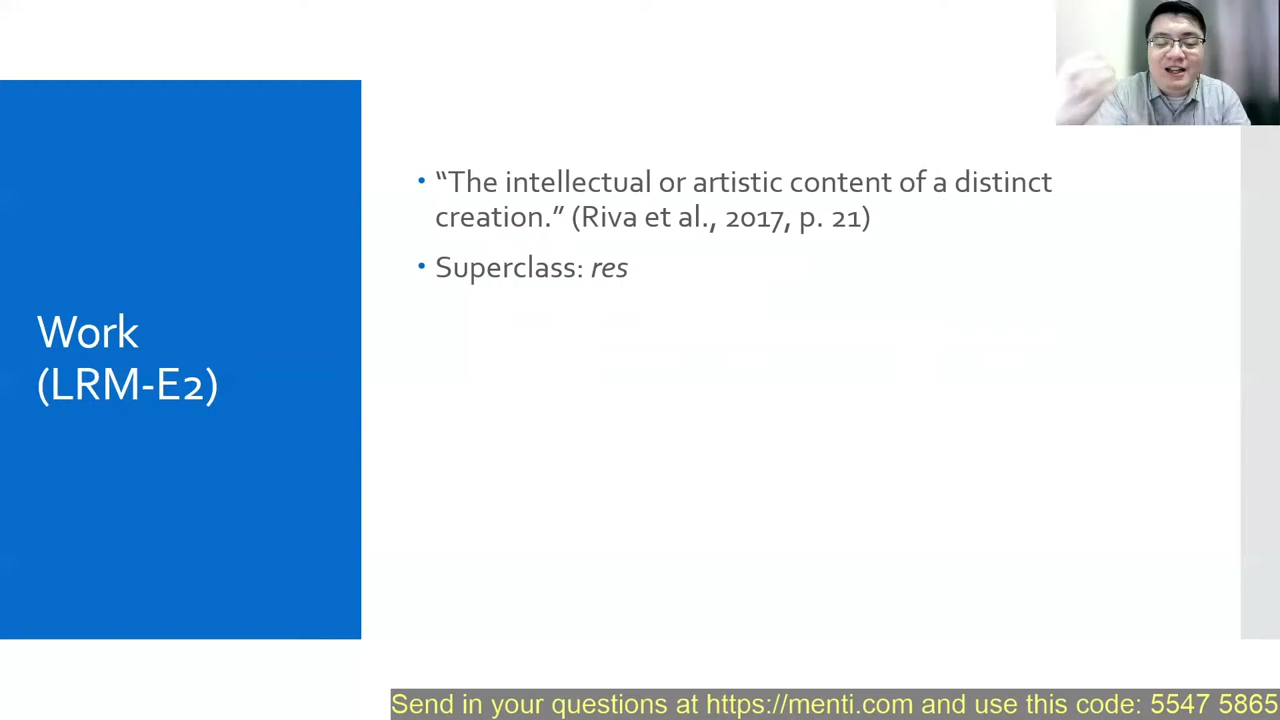 Work
(LRM-E2)
• “The intellectual or artistic content of a distinct
creation.” (Riva et al., 2017, p. 21)
• Superclass: res
Send in your questions at https://menti.com and use this code: 5547 5865